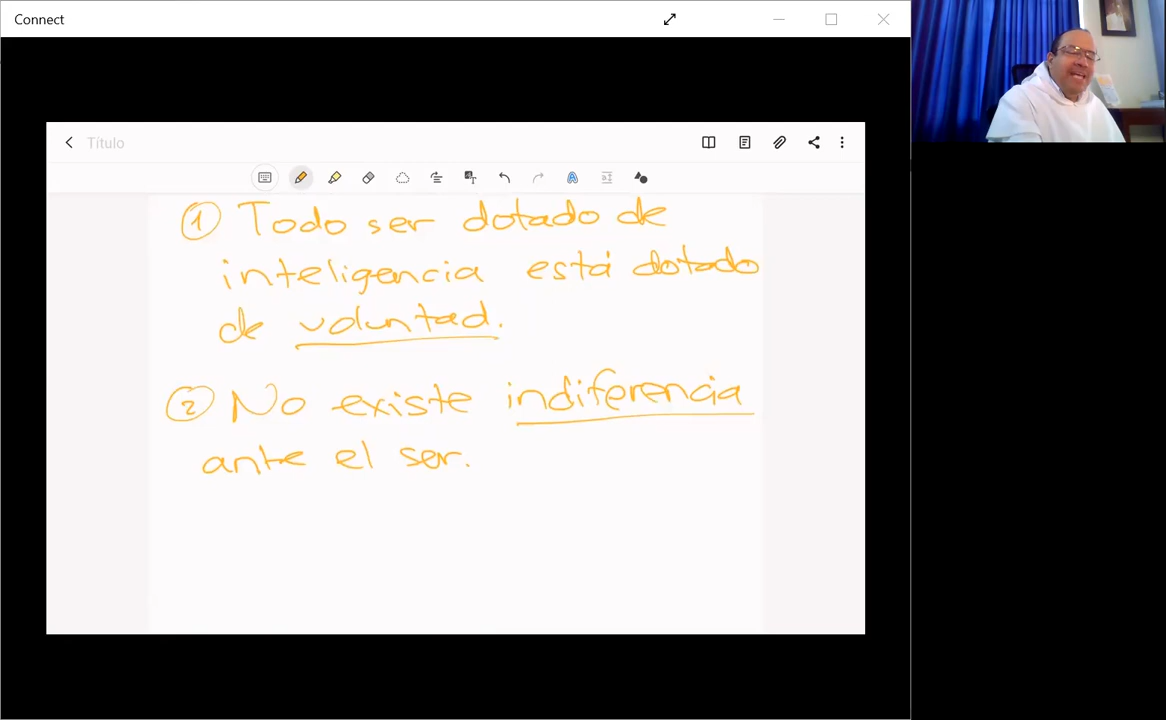 Connect
Título
① Todo ser dotado de
inteligencia está dotado
de voluntad.
② No existe indiferencia
ante el ser.